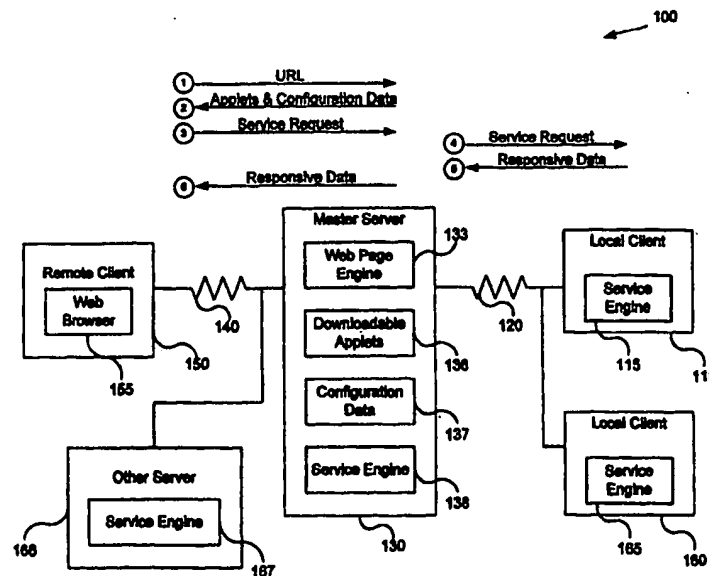 100
1 URL
2 Applets & Configuration Data
3 Service Request
4 Service Request
5 Responsive Data
6 Responsive Data
Master Server
133
Web Page
Engine
Downloadable
Applets
136
Configuration
Data
137
Service Engine
138
130
Remote Client
Web
Browser
155
150
140
120
Local Client
Service
Engine
115
11
Local Client
Service
Engine
165
160
Other Server
Service Engine
166
167